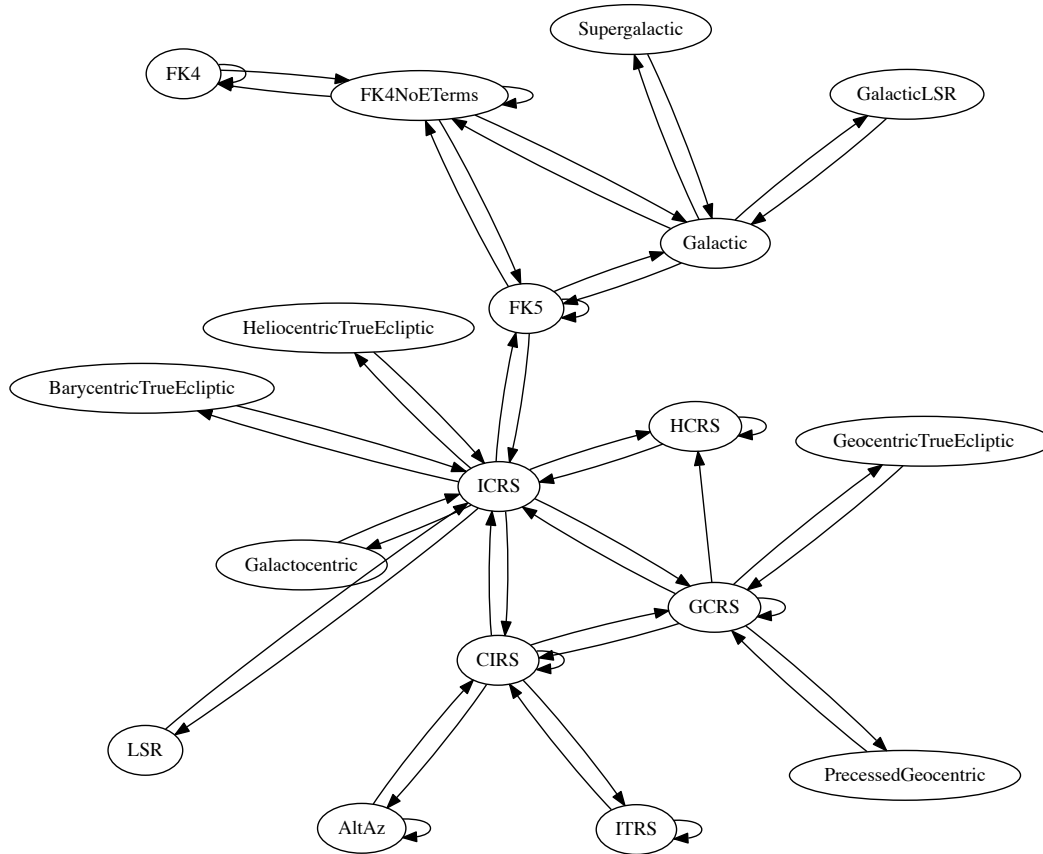 Supergalactic
FK4
FK4NoETerms
GalacticLSR
Galactic
FK5
HeliocentricTrueEcliptic
BarycentricTrueEcliptic
HCRS
GeocentricTrueEcliptic
ICRS
Galactocentric
GCRS
CIRS
LSR
PrecessedGeocentric
AltAz
ITRS